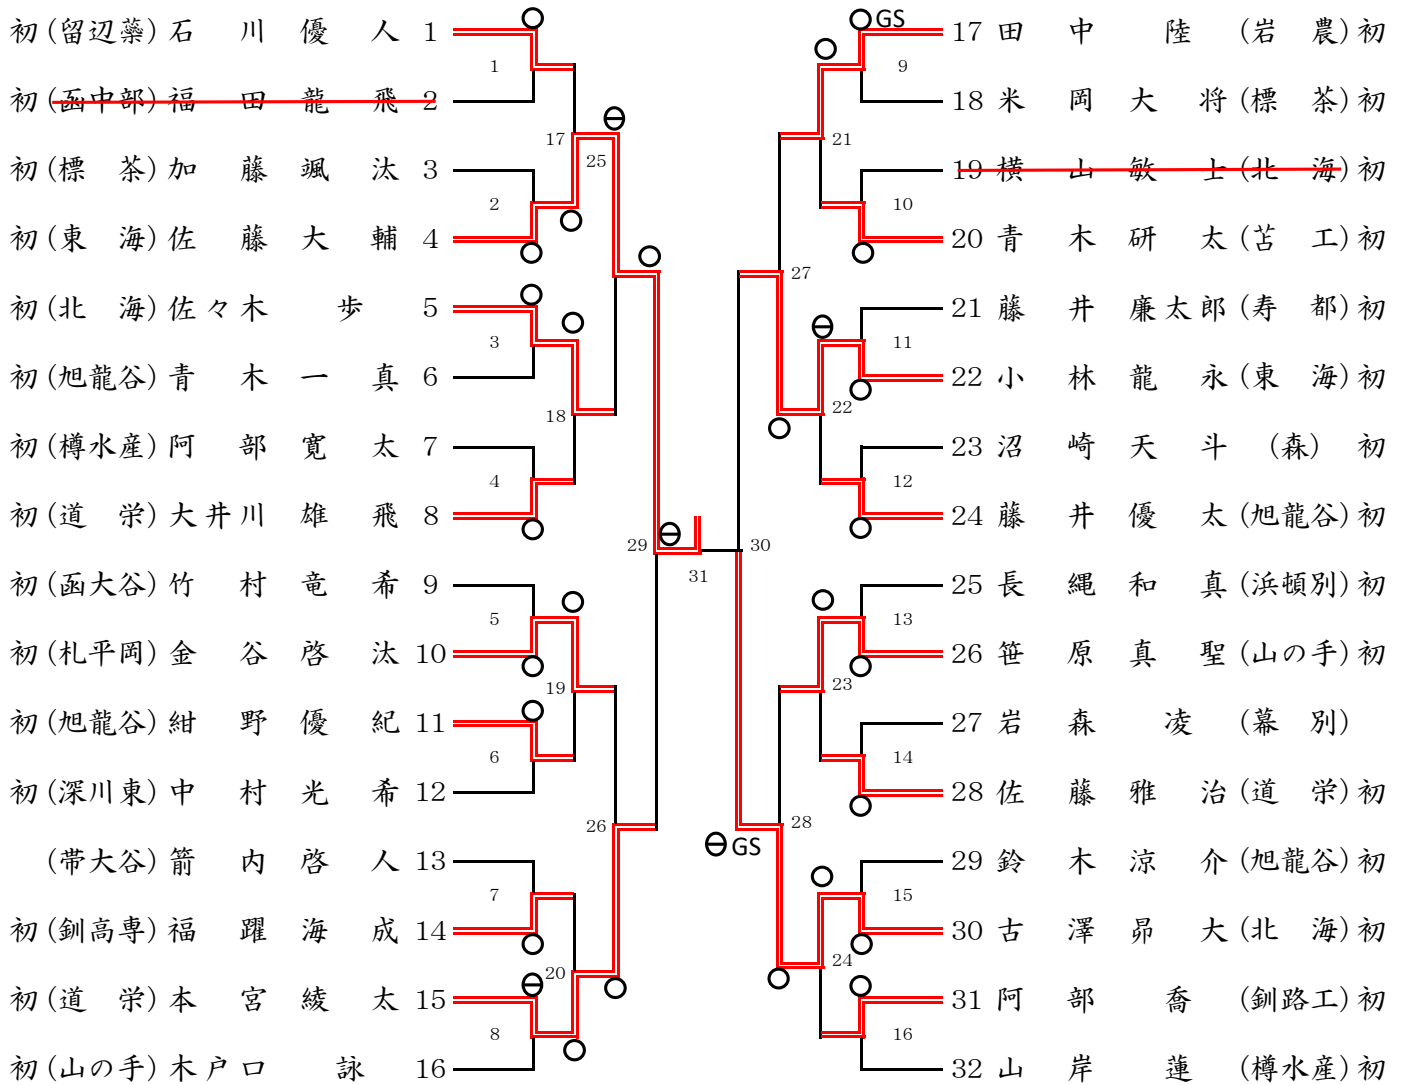 初(留辺蘂)石川優人 1
初(函中部)福田龍飛 2
初(標茶)加藤颯汰 3
初(東海)佐藤大輔 4
初(北海)佐々木歩 5
初(旭龍谷)青木一真 6
初(樽水産)阿部寛太 7
初(道栄)大井川雄飛 8
初(函大谷)竹村竜希 9
初(札平岡)金谷啓汰 10
初(旭龍谷)紺野優紀 11
初(深川東)中村光希 12
(帯大谷)箭内啓人 13
初(釧高専)福躍海成 14
初(道栄)本宮綾太 15
初(山の手)木戸口詠 16
1
2
3
4
5
6
7
8
17
18
19
20
25
26
29
31
30
27
28
GS
21
22
23
24
GS
9
10
11
12
13
14
15
16
17 田中陸(岩農)初
18 米岡大将(標茶)初
19 横山敏士(北海)初
20 青木研太(苫工)初
21 藤井廉太郎(寿都)初
22 小林龍永(東海)初
23 沼崎天斗(森)初
24 藤井優太(旭龍谷)初
25 長縄和真(浜頓別)初
26 笹原真聖(山の手)初
27 岩森凌(幕別)
28 佐藤雅治(道栄)初
29 鈴木涼介(旭龍谷)初
30 古澤昴大(北海)初
31 阿部喬(釧路工)初
32 山岸蓮(樽水産)初